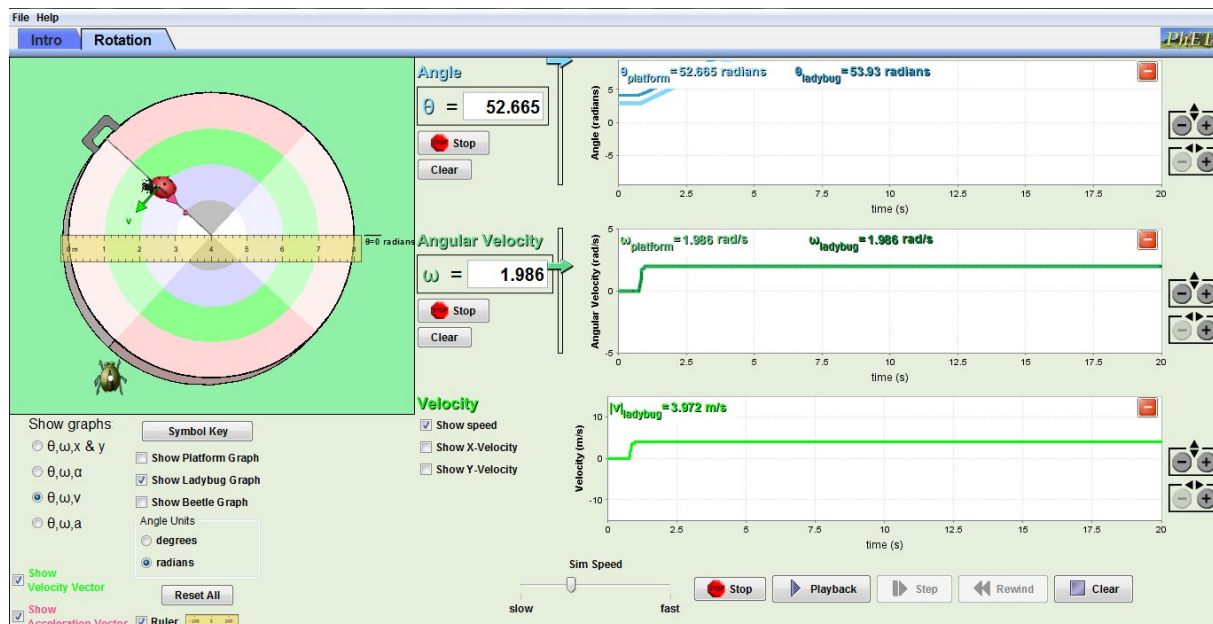 File Help
Intro Rotation
PhET
Angle
θ = 52.665
Stop
Clear
θplatform=52.665 radians θladybug=53.93 radians
Angle (radians)
5
0
-5
0 2.5 5 7.5 10 12.5 15 17.5 20
time (s)
v
0 m 1 2 3 4 5 6 7 8
θ=0 radians
Angular Velocity
ω = 1.986
Stop
Clear
ωplatform=1.986 rad/s ωladybug=1.986 rad/s
Angular Velocity (rad/s)
5
0
-5
0 2.5 5 7.5 10 12.5 15 17.5 20
time (s)
Velocity
Show speed
Show X-Velocity
Show Y-Velocity
|v|ladybug=3.972 m/s
Velocity (m/s)
10
0
-10
0 2.5 5 7.5 10 12.5 15 17.5 20
time (s)
Show graphs:
θ,ω,x & y
θ,ω,α
θ,ω,v
θ,ω,a
Symbol Key
Show Platform Graph
Show Ladybug Graph
Show Beetle Graph
Angle Units
degrees
radians
Reset All
Show
Velocity Vector
Show
Acceleration Vector
Ruler
-100 0 100
Sim Speed
slow fast
Stop Playback Step Rewind Clear